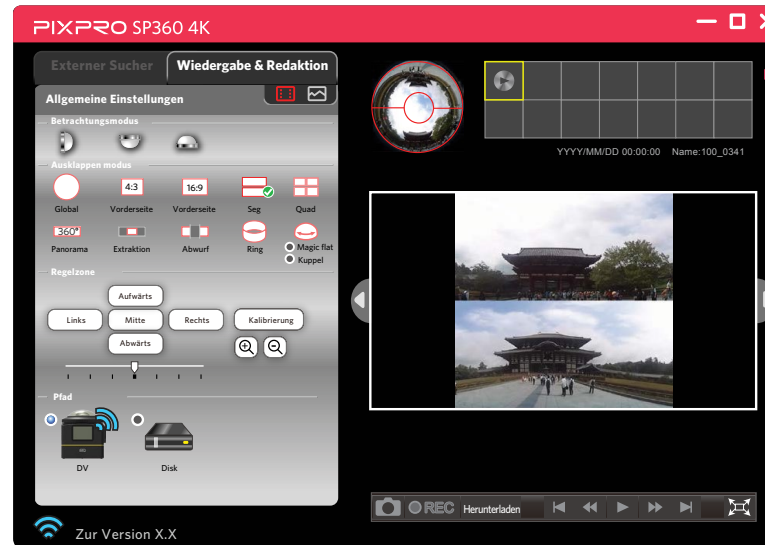 PIXPRO SP360 4K
Externer Sucher
Wiedergabe & Redaktion
Allgemeine Einstellungen
Betrachtungsmodus
Ausklappen modus
4:3
16:9
Global
Vorderseite
Vorderseite
Seg
Quad
360°
Panorama
Extraktion
Abwurf
Ring
Magic flat
Kuppel
Regelzone
Aufwärts
Links
Mitte
Rechts
Kalibrierung
Abwärts
Pfad
DV
Disk
Zur Version X.X
YYYY/MM/DD 00:00:00
Name:100_0341
REC
Herunterladen